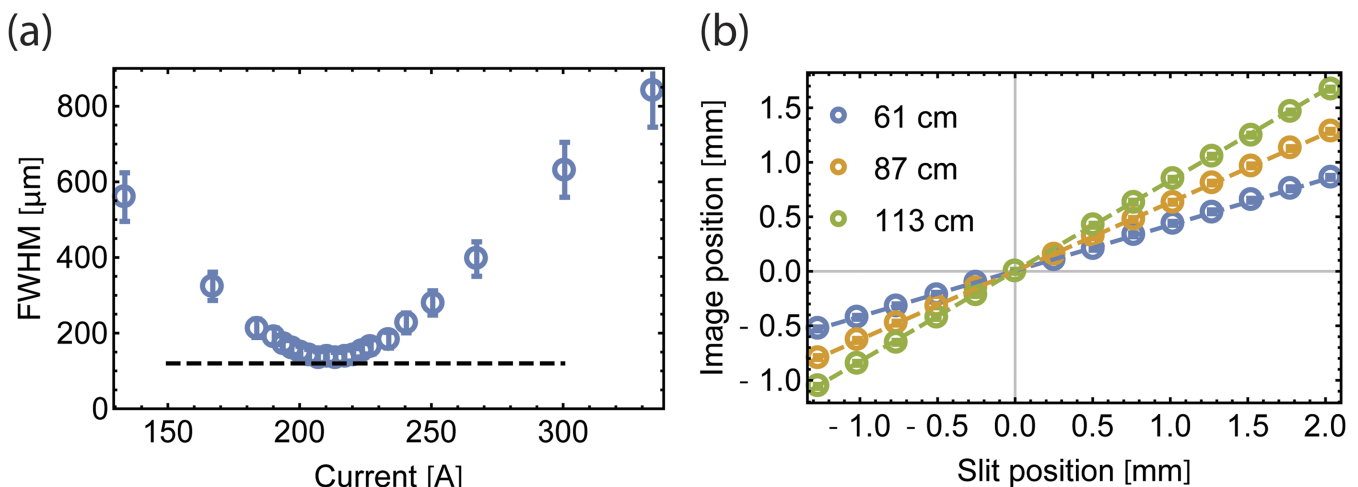 (a)
800
600
400
200
0
FWHM [µm]
150 200 250 300
Current [A]
(b)
61 cm
87 cm
113 cm
1.5
1.0
0.5
0.0
- 0.5
- 1.0
Image position [mm]
- 1.0 - 0.5 0.0 0.5 1.0 1.5 2.0
Slit position [mm]